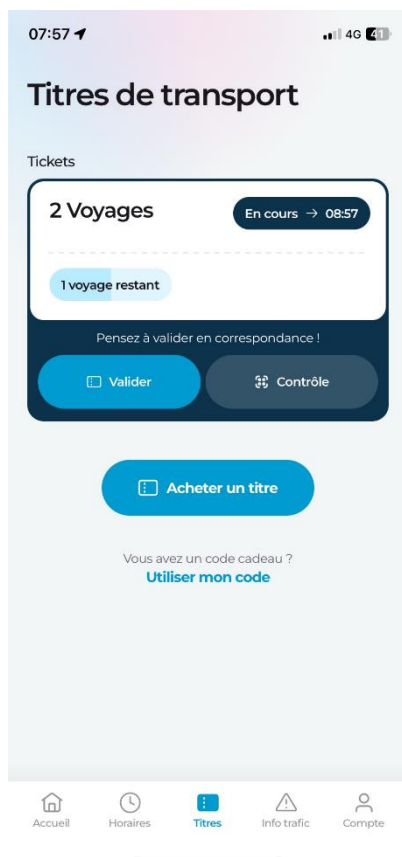 07:57
4G 41
Titres de transport
Tickets
2 Voyages
En cours → 08:57
1 voyage restant
Pensez à valider en correspondance !
Valider
Contrôle
Acheter un titre
Vous avez un code cadeau ?
Utiliser mon code
Accueil Horaires Titres Info trafic Compte